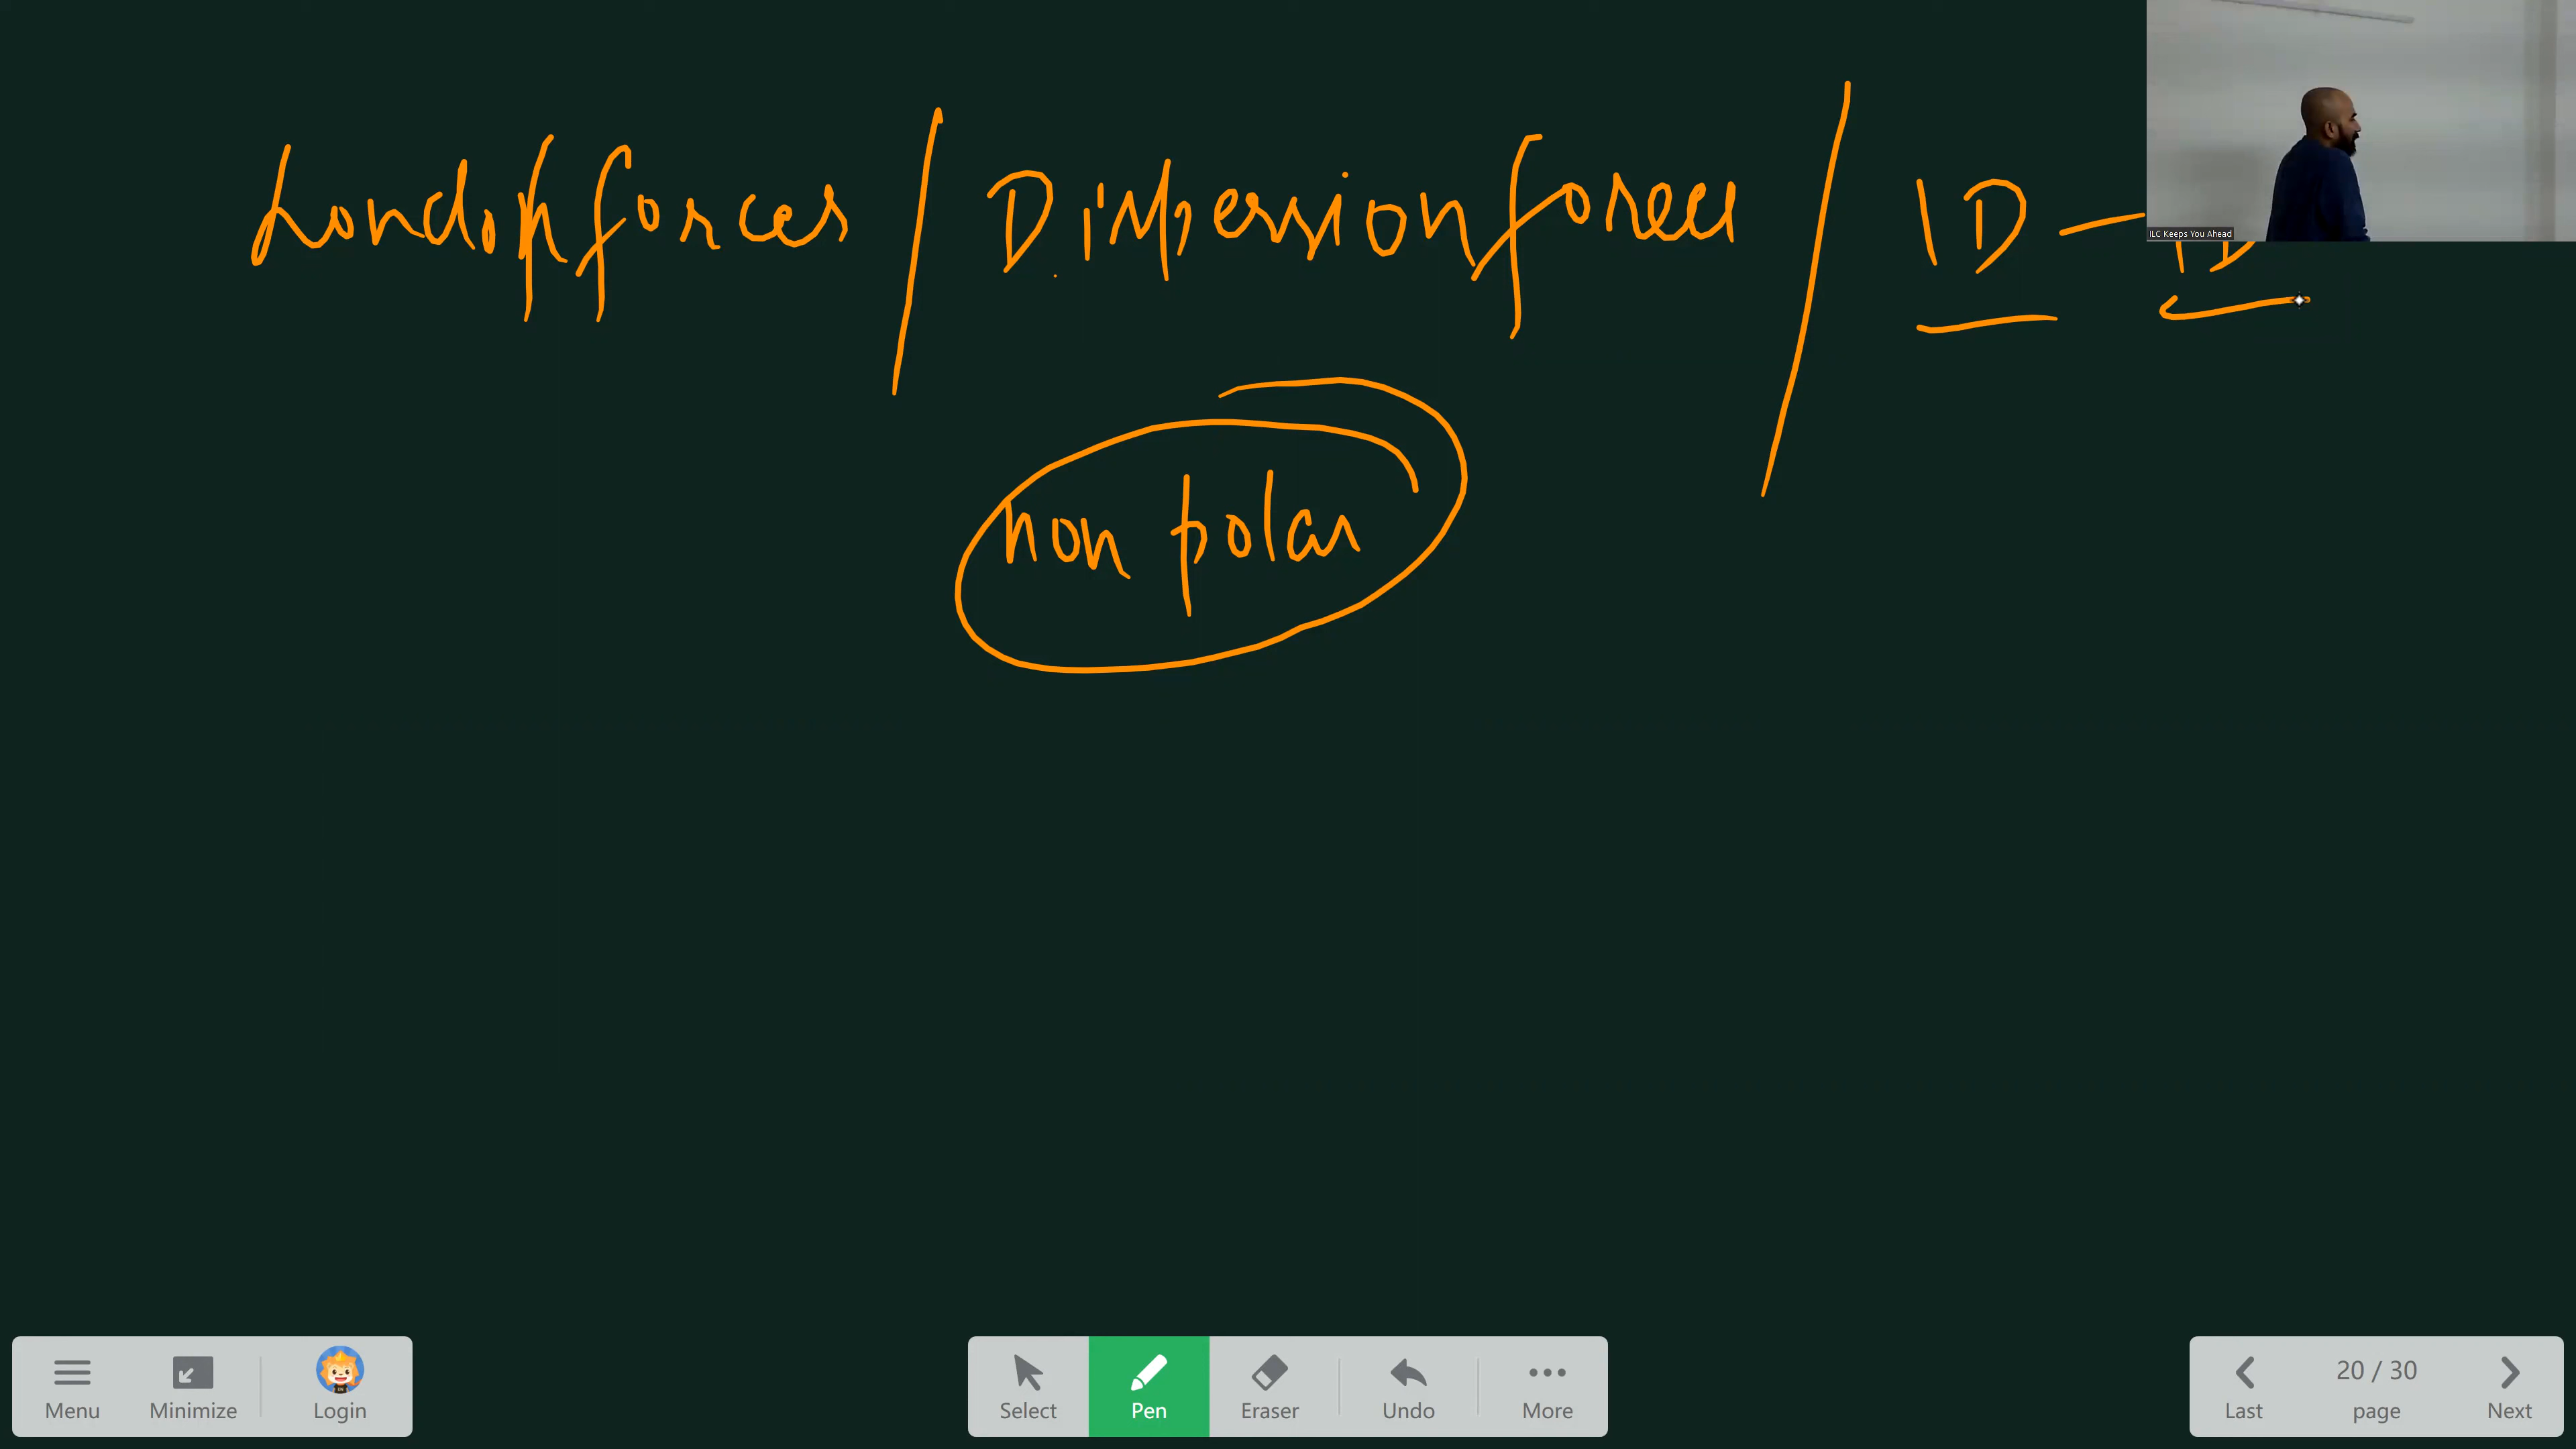 London forces / Dispersion forces / ID – ID
ILC Keeps You Ahead
non polar
Menu Minimize Login Select Pen Eraser Undo More Last 20 / 30 page Next